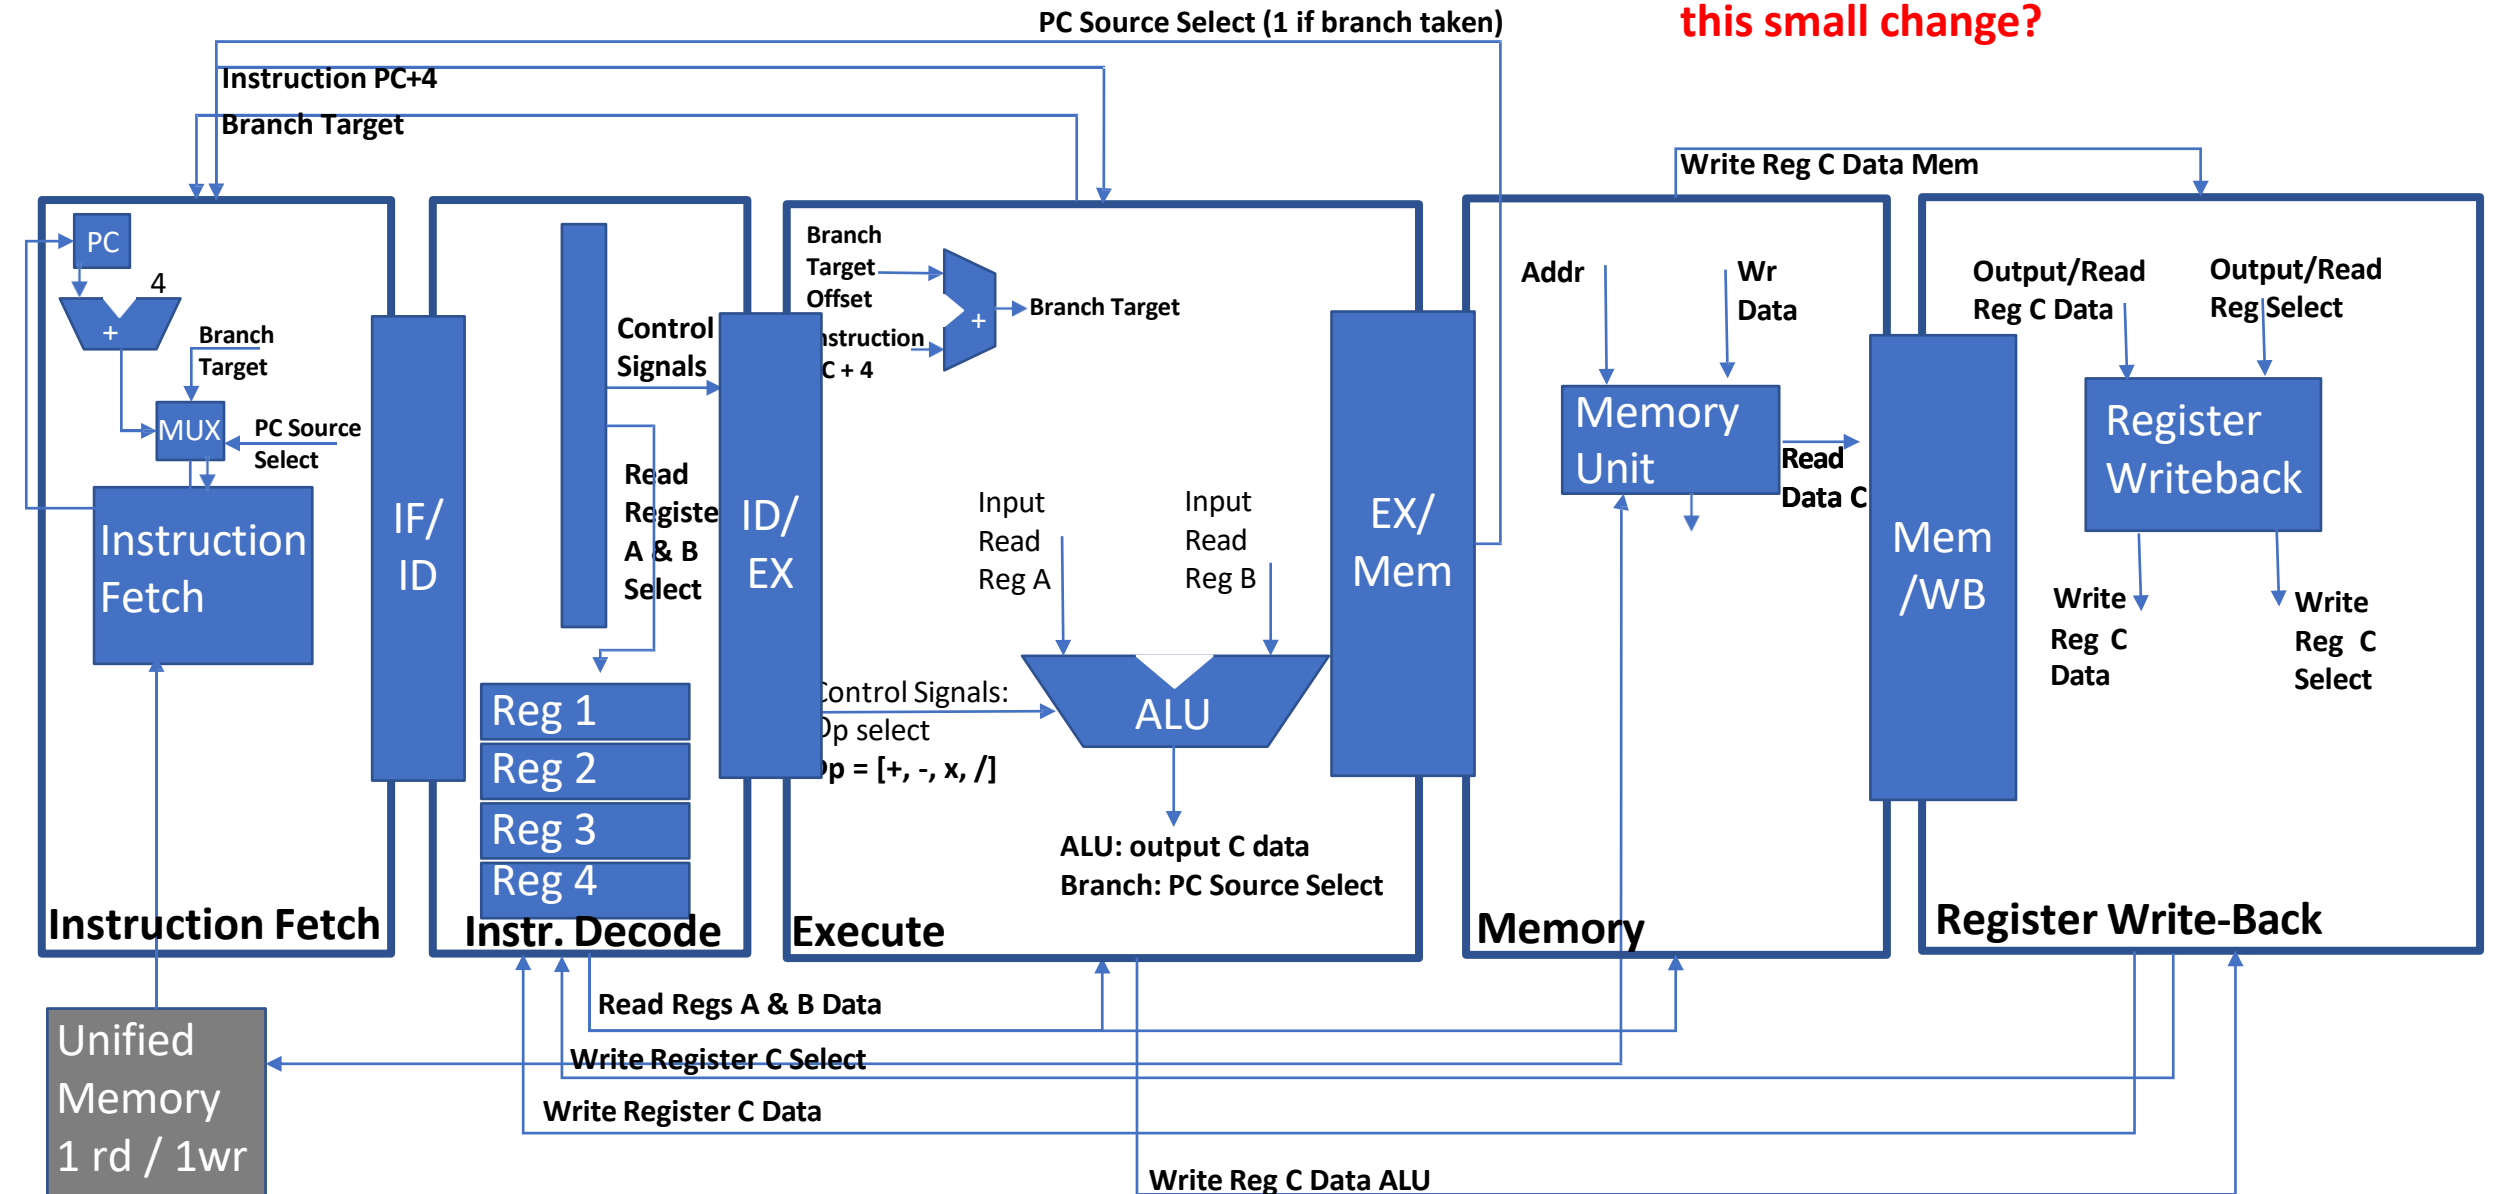 this small change?
PC Source Select (1 if branch taken)
Instruction PC+4
Branch Target
Write Reg C Data Mem
PC
4
+
Branch
Target
MUX
PC Source
Select
Instruction
Fetch
Instruction Fetch
IF/
ID
Control
Signals
Read
Registe
A & B
Select
Reg 1
Reg 2
Reg 3
Reg 4
Instr. Decode
ID/
EX
Branch
Target
Offset
nstruction
C + 4
+
Branch Target
Input
Read
Reg A
Input
Read
Reg B
Control Signals:
Op select
Op = [+, -, x, /]
ALU
ALU: output C data
Branch: PC Source Select
Execute
EX/
Mem
Addr
Wr
Data
Memory
Unit
Read
Data C
Memory
Mem
/WB
Output/Read
Reg C Data
Output/Read
Reg Select
Register
Writeback
Write
Reg C
Data
Write
Reg C
Select
Register Write-Back
Read Regs A & B Data
Write Register C Select
Write Register C Data
Write Reg C Data ALU
Unified
Memory
1 rd / 1wr